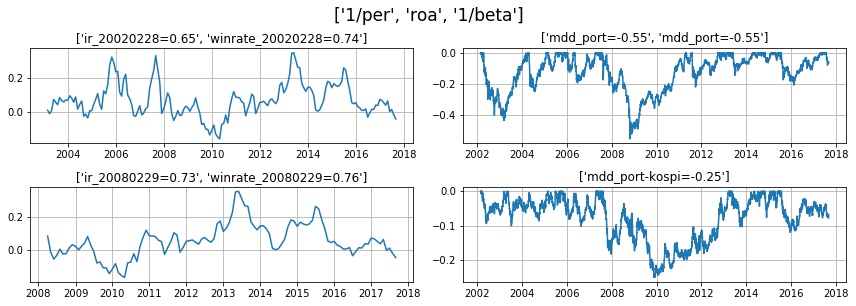 ['1/per', 'roa', '1/beta']
['ir_20020228=0.65', 'winrate_20020228=0.74']
0.2
0.0
2004 2006 2008 2010 2012 2014 2016 2018
['mdd_port=-0.55', 'mdd_port=-0.55']
0.0
−0.2
−0.4
2002 2004 2006 2008 2010 2012 2014 2016 2018
['ir_20080229=0.73', 'winrate_20080229=0.76']
0.2
0.0
2008 2009 2010 2011 2012 2013 2014 2015 2016 2017 2018
['mdd_port-kospi=-0.25']
0.0
−0.1
−0.2
2002 2004 2006 2008 2010 2012 2014 2016 2018